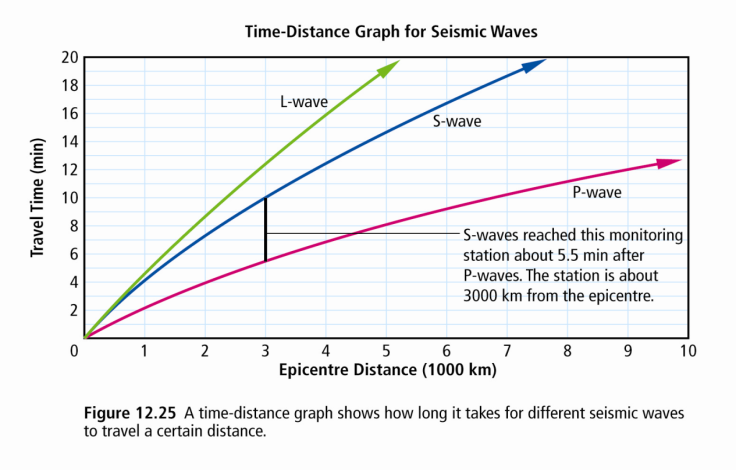 Time-Distance Graph for Seismic Waves
20
18
16
14
12
10
8
6
4
2
0
Travel Time (min)
L-wave
S-wave
P-wave
S-waves reached this monitoring
station about 5.5 min after
P-waves. The station is about
3000 km from the epicentre.
1 2 3 4 5 6 7 8 9 10
Epicentre Distance (1000 km)
Figure 12.25 A time-distance graph shows how long it takes for different seismic waves
to travel a certain distance.